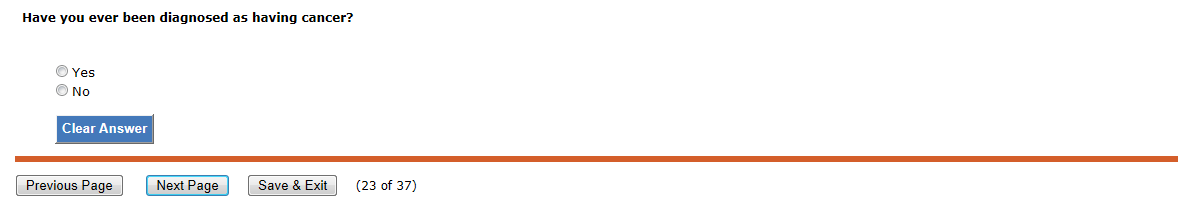 Have you ever been diagnosed as having cancer?
Yes
No
Clear Answer
Previous Page Next Page Save & Exit (23 of 37)